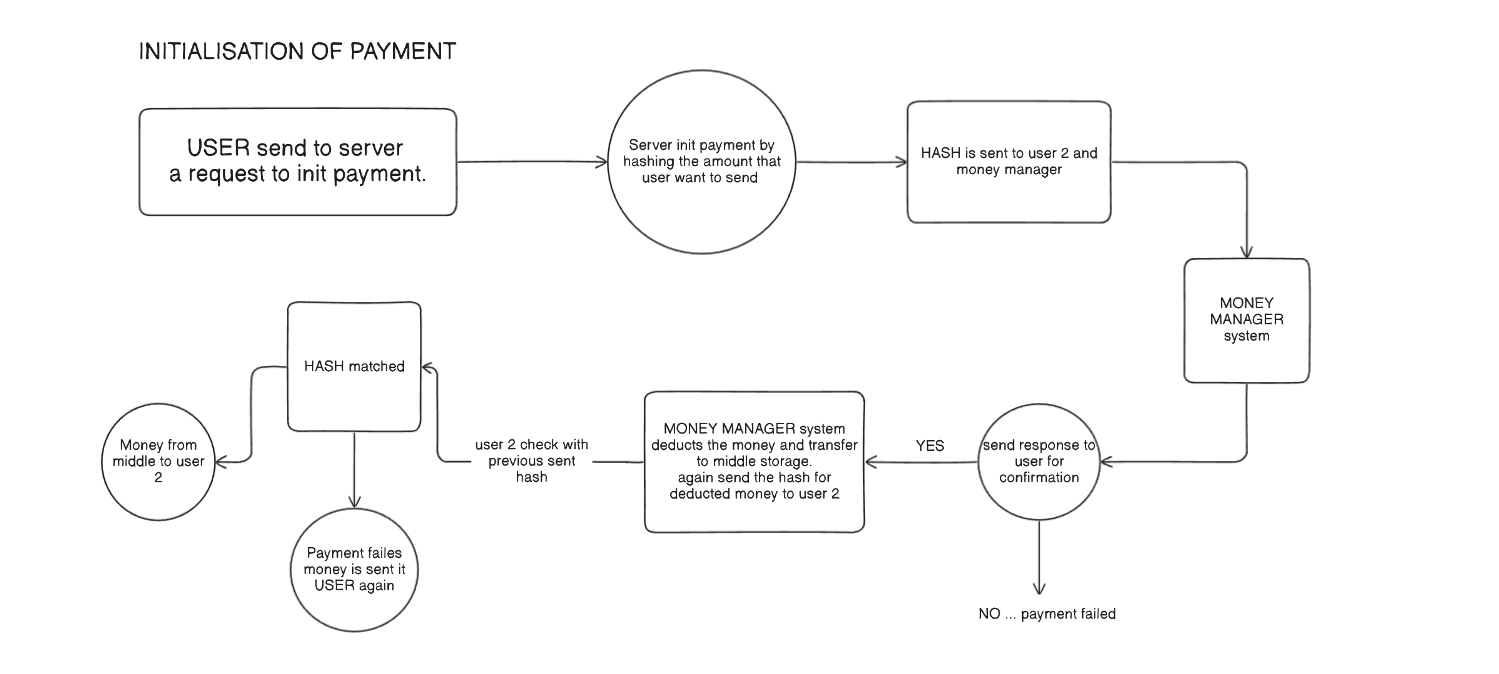 INITIALISATION OF PAYMENT
USER send to server
a request to init payment.
Server init payment by
hashing the amount that
user want to send
HASH is sent to user 2 and
money manager
MONEY
MANAGER
system
send response to
user for
confirmation
NO ... payment failed
YES
MONEY MANAGER system
deducts the money and transfer
to middle storage.
again send the hash for
deducted money to user 2
user 2 check with
previous sent
hash
HASH matched
Money from
middle to user
2
Payment failes
money is sent it
USER again